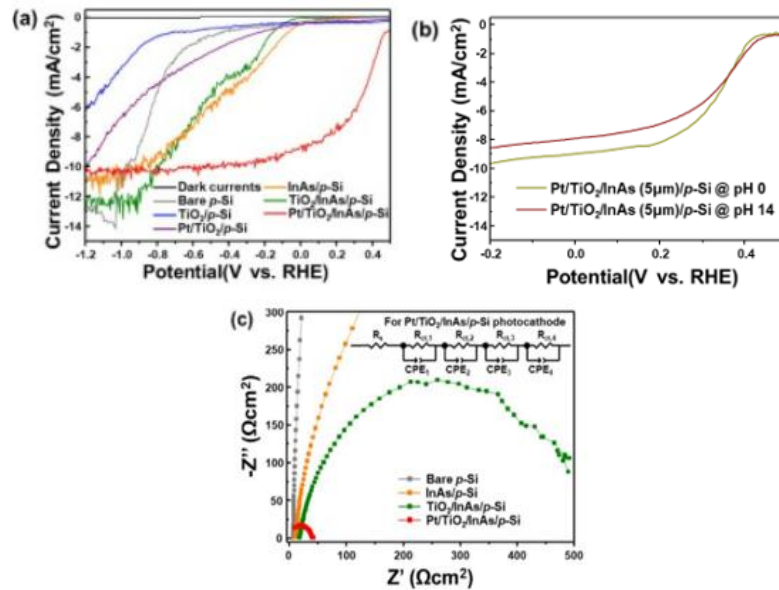 (a)
Current Density (mA/cm²)
0
-2
-4
-6
-8
-10
-12
-14
Dark currents
Bare p-Si
TiO₂/p-Si
Pt/TiO₂/p-Si
InAs/p-Si
TiO₂/InAs/p-Si
Pt/TiO₂/InAs/p-Si
-1.2 -1.0 -0.8 -0.6 -0.4 -0.2 0.0 0.2 0.4
Potential(V vs. RHE)
(b)
Current Density (mA/cm²)
0
-2
-4
-6
-8
-10
-12
-14
Pt/TiO₂/InAs (5μm)/p-Si @ pH 0
Pt/TiO₂/InAs (5μm)/p-Si @ pH 14
-0.2 0.0 0.2 0.4
Potential(V vs. RHE)
(c)
-Z'' (Ωcm²)
300
250
200
150
100
50
0
For Pt/TiO₂/InAs/p-Si photocathode
Rs Rct,1 Rct,2 Rct,3 Rct,4
CPE₁ CPE₂ CPE₃ CPE₄
Bare p-Si
InAs/p-Si
TiO₂/InAs/p-Si
Pt/TiO₂/InAs/p-Si
0 100 200 300 400 500
Z' (Ωcm²)